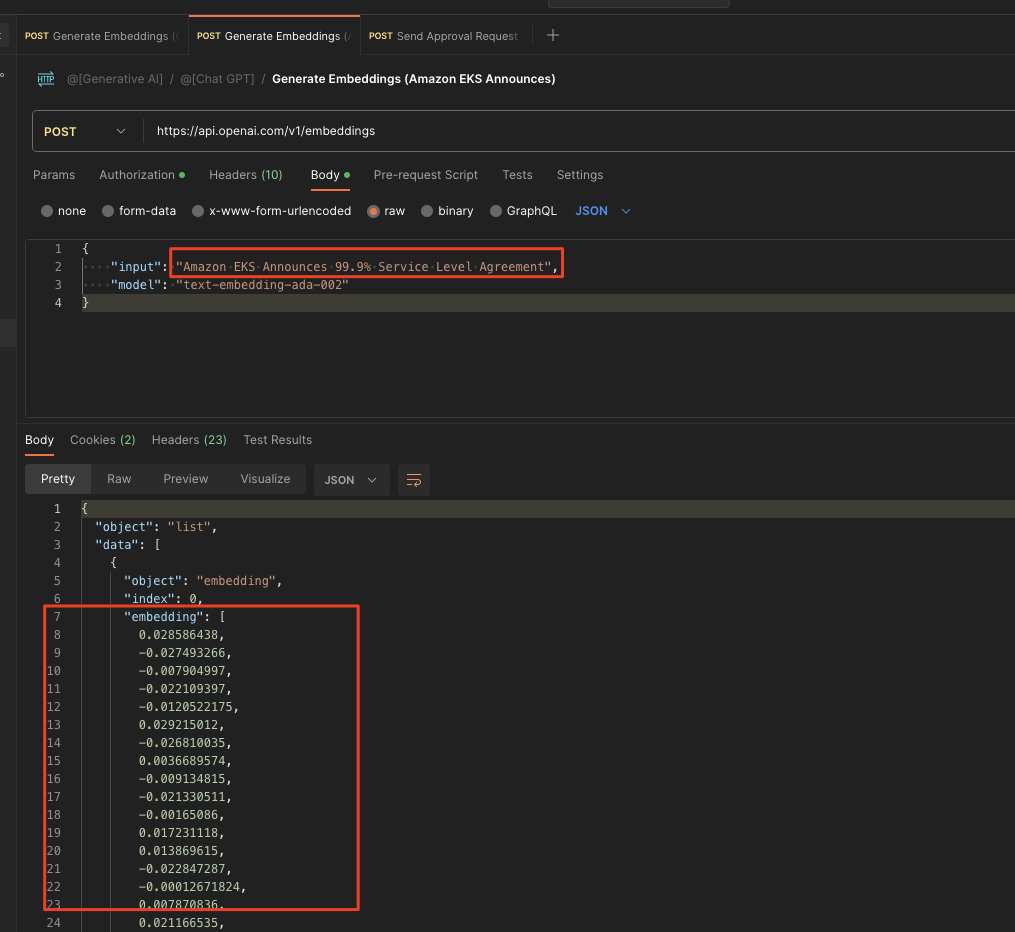 POST Generate Embeddings (
POST Generate Embeddings (A
POST Send Approval Request
HTTP @[Generative AI] / @[Chat GPT] / Generate Embeddings (Amazon EKS Announces)
POST https://api.openai.com/v1/embeddings
Params Authorization Headers (10) Body Pre-request Script Tests Settings
none form-data x-www-form-urlencoded raw binary GraphQL JSON
1 {
2 "input": "Amazon EKS Announces 99.9% Service Level Agreement",
3 "model": "text-embedding-ada-002"
4 }
Body Cookies (2) Headers (23) Test Results
Pretty Raw Preview Visualize JSON
1 {
2 "object": "list",
3 "data": [
4 {
5 "object": "embedding",
6 "index": 0,
7 "embedding": [
8 0.028586438,
9 -0.027493266,
10 -0.007904997,
11 -0.022109397,
12 -0.0120522175,
13 0.029215012,
14 -0.026810035,
15 0.0036689574,
16 -0.009134815,
17 -0.021330511,
18 -0.00165086,
19 0.017231118,
20 0.013869615,
21 -0.022847287,
22 -0.00012671824,
23 0.007870836,
24 0.021166535,